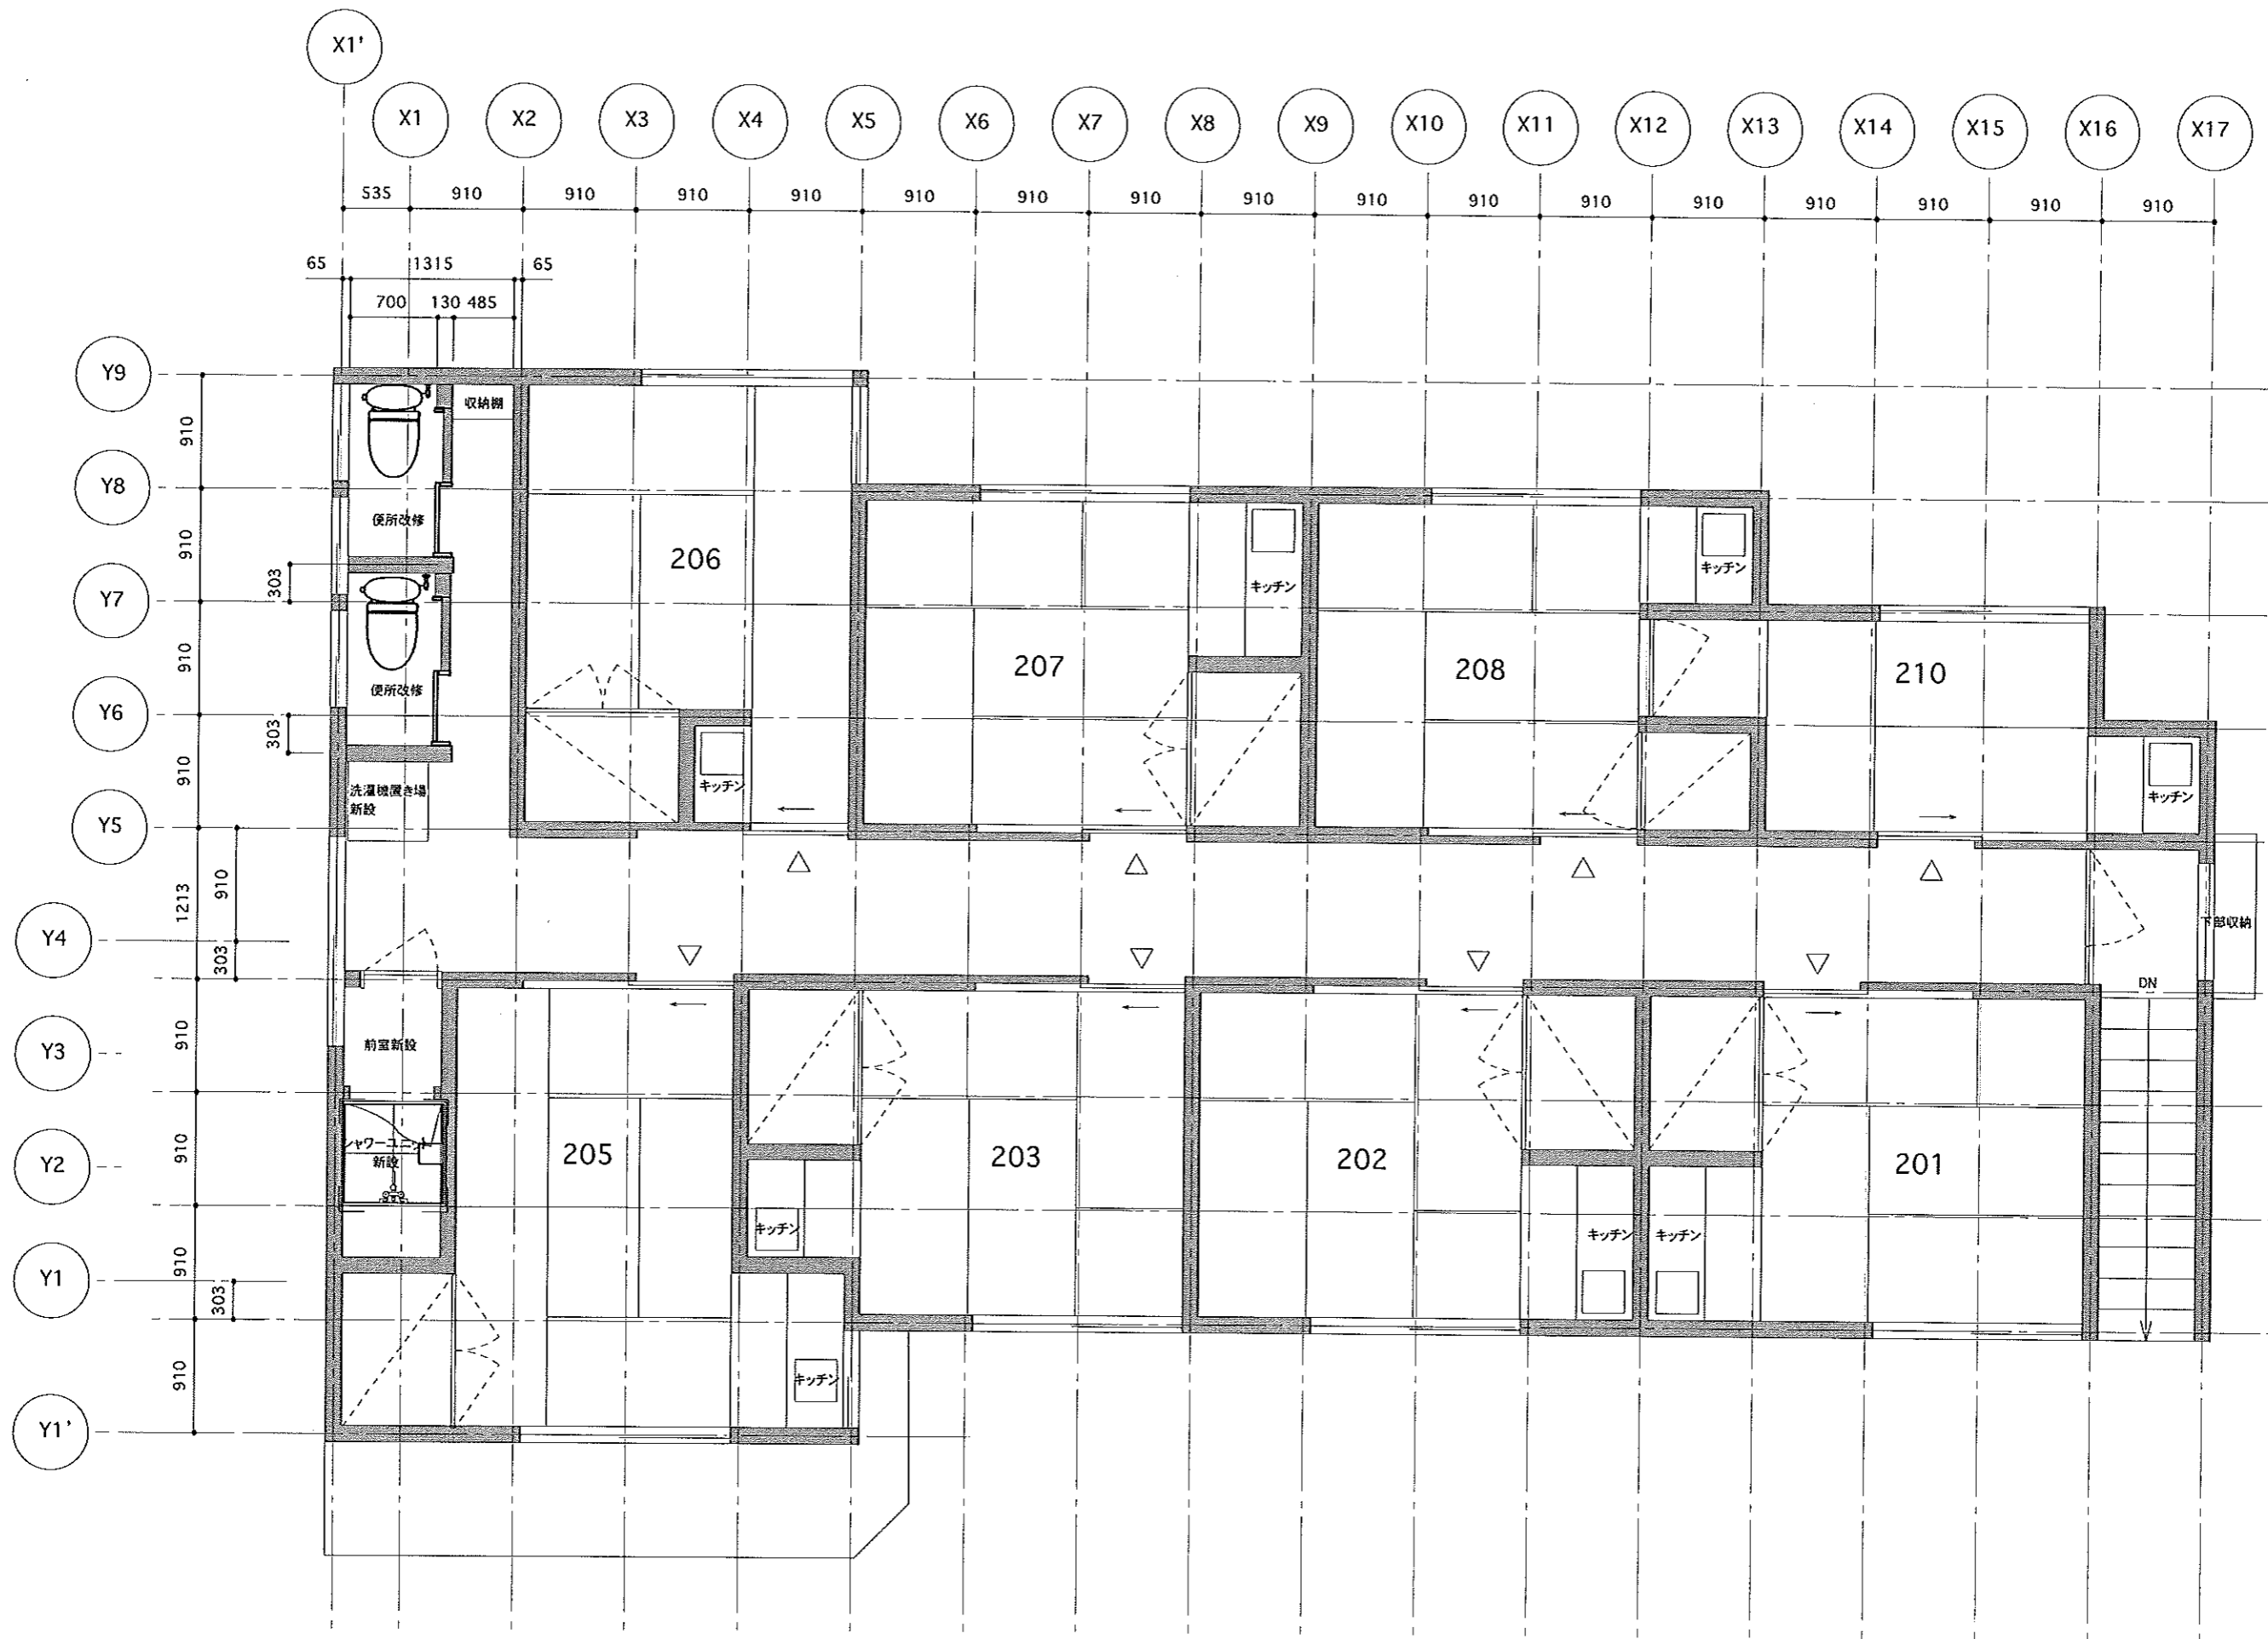 X1'
X1 X2 X3 X4 X5 X6 X7 X8 X9 X10 X11 X12 X13 X14 X15 X16 X17
535 910 910 910 910 910 910 910 910 910 910 910 910 910 910 910 910
65 1315 65
700 130 485
Y9
収納棚
910
Y8
便所改修
910
206
キッチン
キッチン
303
Y7
910
207
208
210
便所改修
Y6
303
910
洗濯機置き場
新設
キッチン
キッチン
Y5
910
1213
Y4
303
下部収納
DN
910
Y3
前室新設
910
Y2
シャワーユニット
新設
205
203
202
201
キッチン
キッチン
キッチン
910
Y1
303
910
キッチン
Y1'